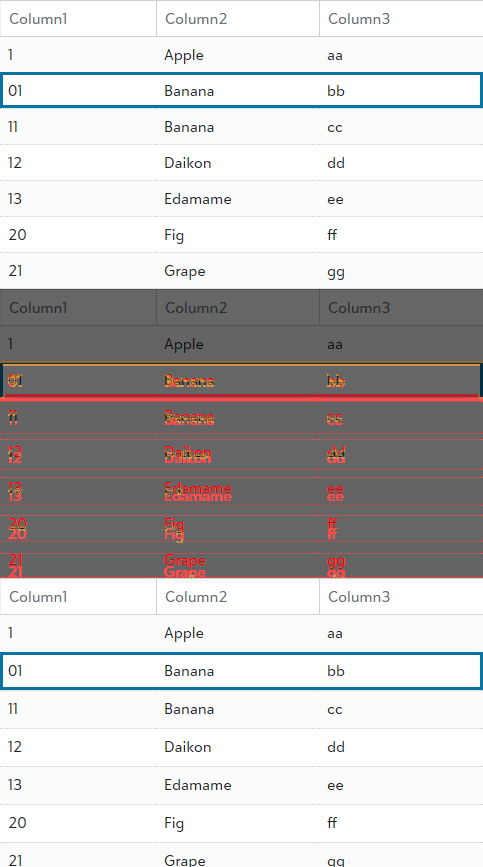 Column1 Column2 Column3
1 Apple aa
01 Banana bb
11 Banana cc
12 Daikon dd
13 Edamame ee
20 Fig ff
21 Grape gg
Column1 Column2 Column3
1 Apple aa
01 Banana bb
11 Banana cc
12 Daikon dd
13 Edamame ee
20 Fig ff
21 Grape gg
Column1 Column2 Column3
1 Apple aa
01 Banana bb
11 Banana cc
12 Daikon dd
13 Edamame ee
20 Fig ff
21 Grape gg